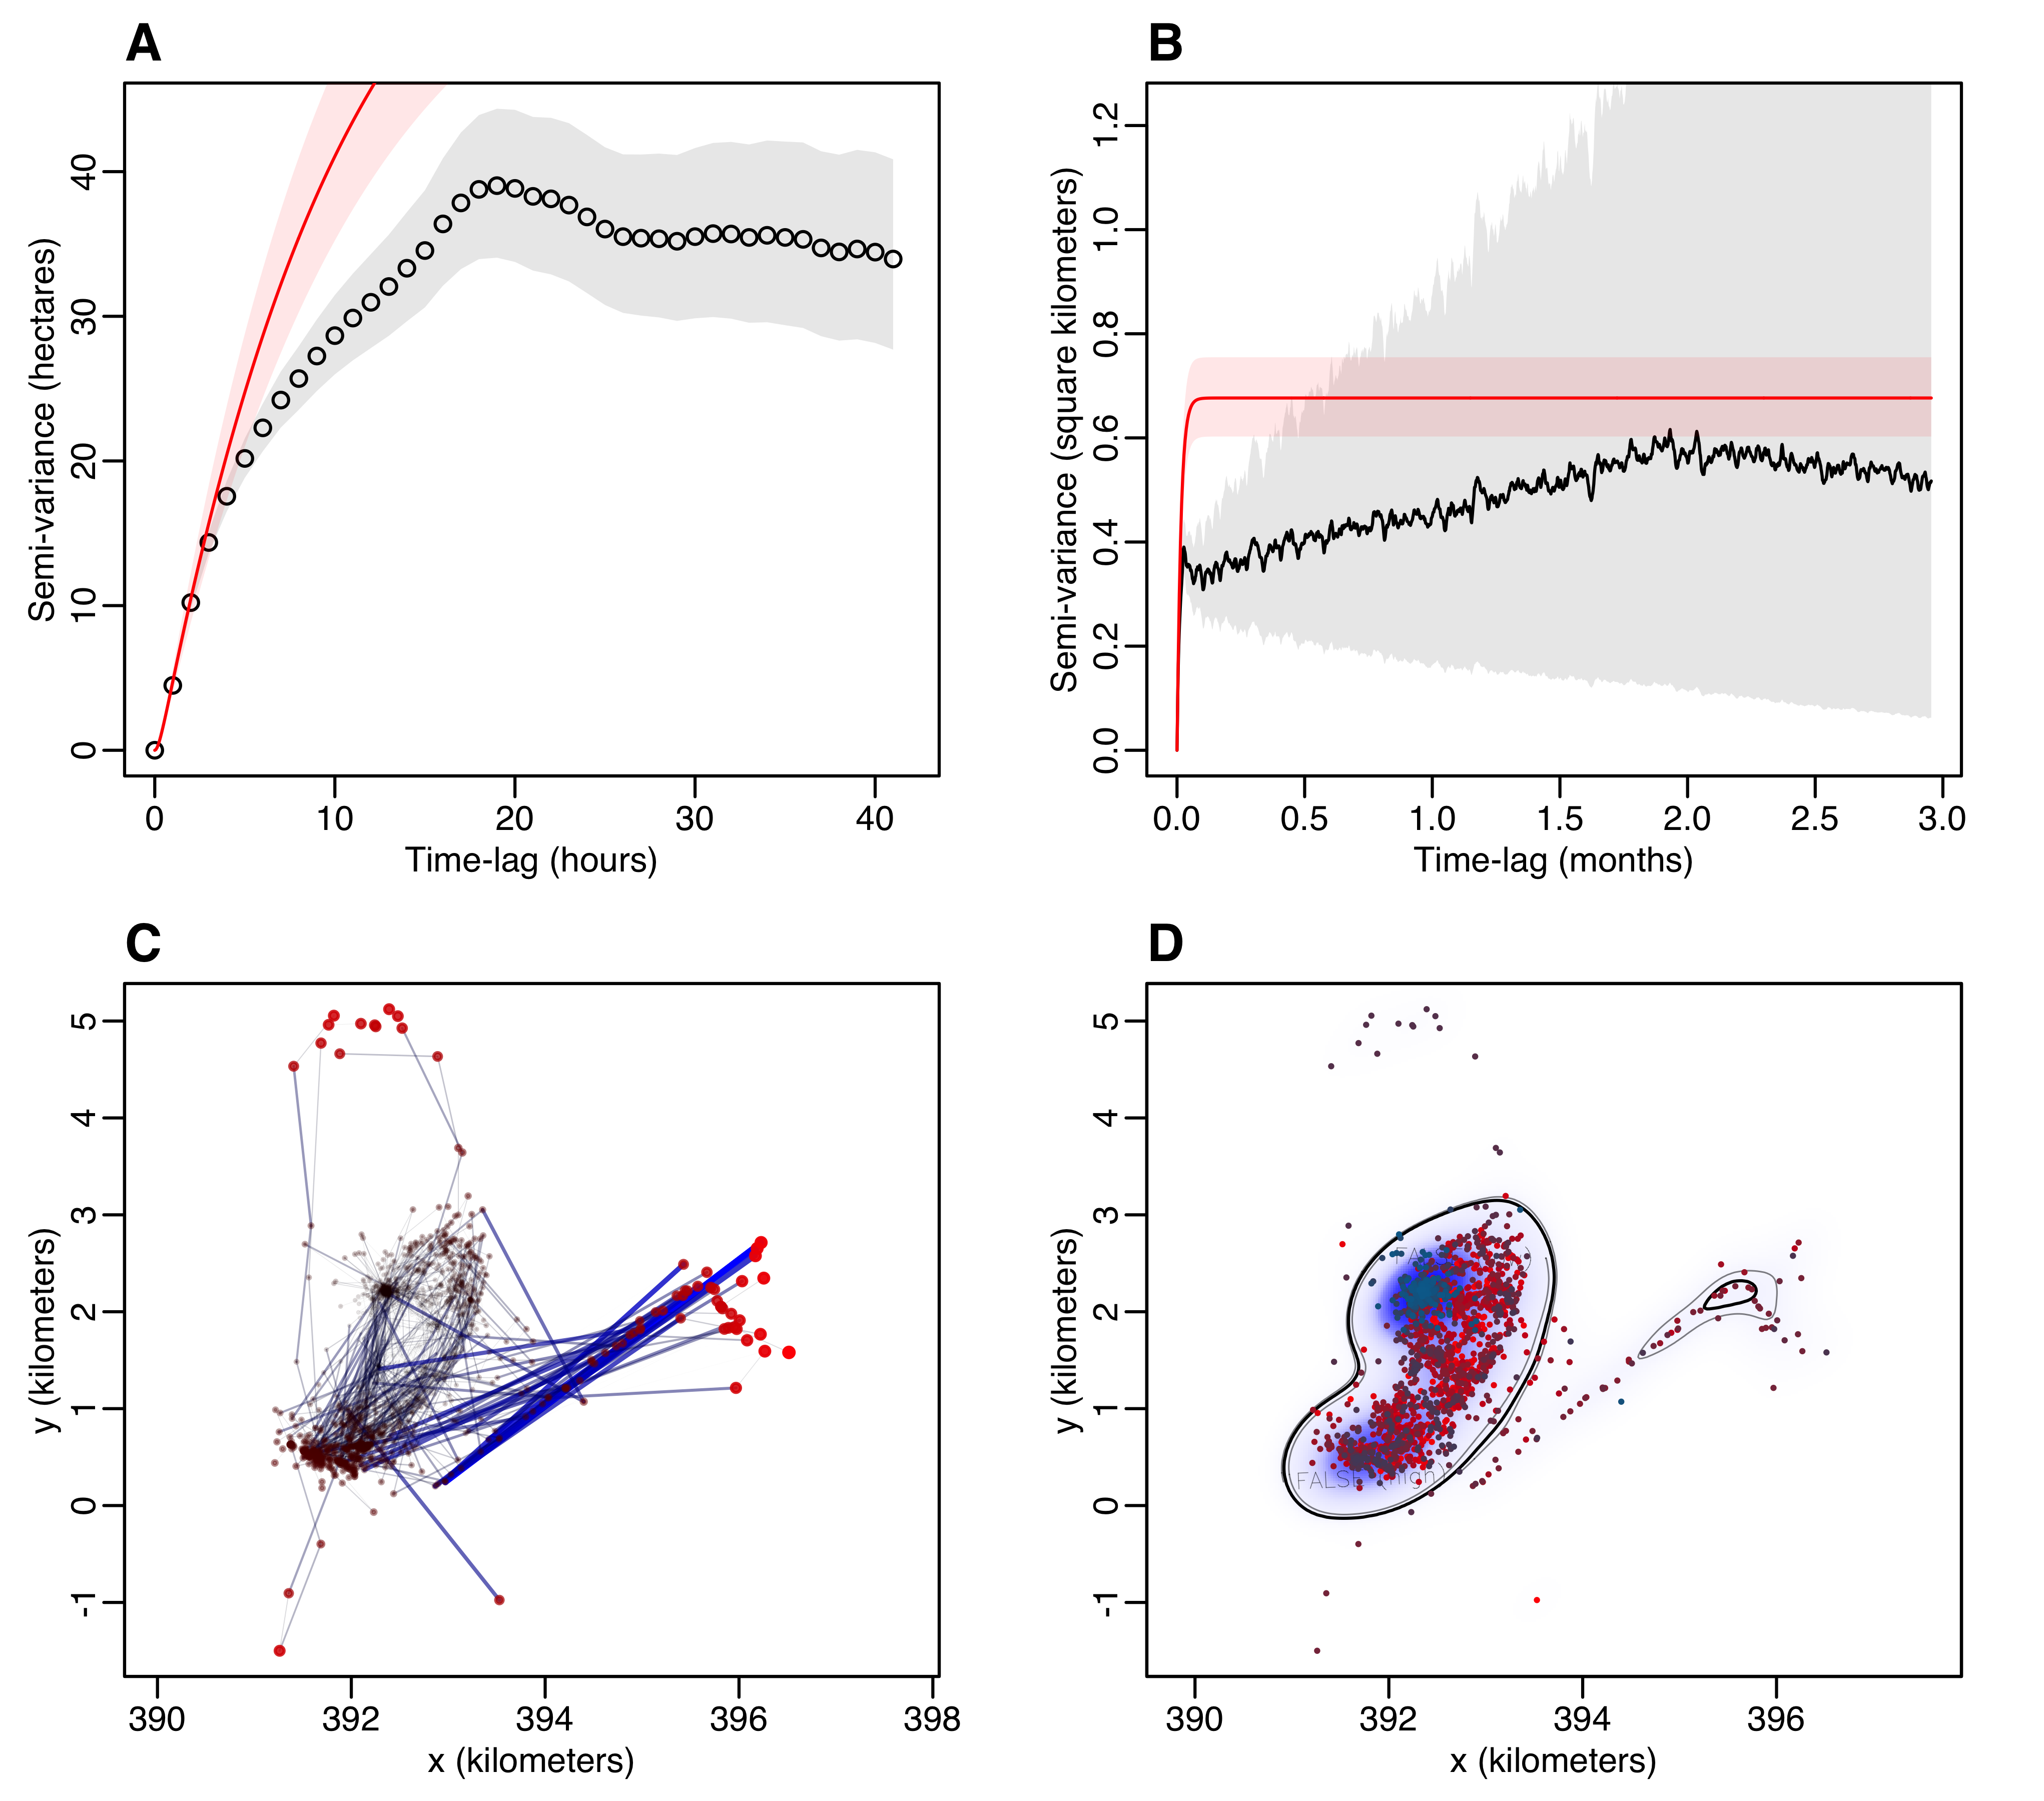 A
Semi-variance (hectares)
0 10 20 30 40
0 10 20 30 40
Time-lag (hours)
B
Semi-variance (square kilometers)
0.0 0.2 0.4 0.6 0.8 1.0 1.2
0.0 0.5 1.0 1.5 2.0 2.5 3.0
Time-lag (months)
C
y (kilometers)
-1 0 1 2 3 4 5
390 392 394 396 398
x (kilometers)
D
y (kilometers)
-1 0 1 2 3 4 5
FALSE (high)
390 392 394 396
x (kilometers)